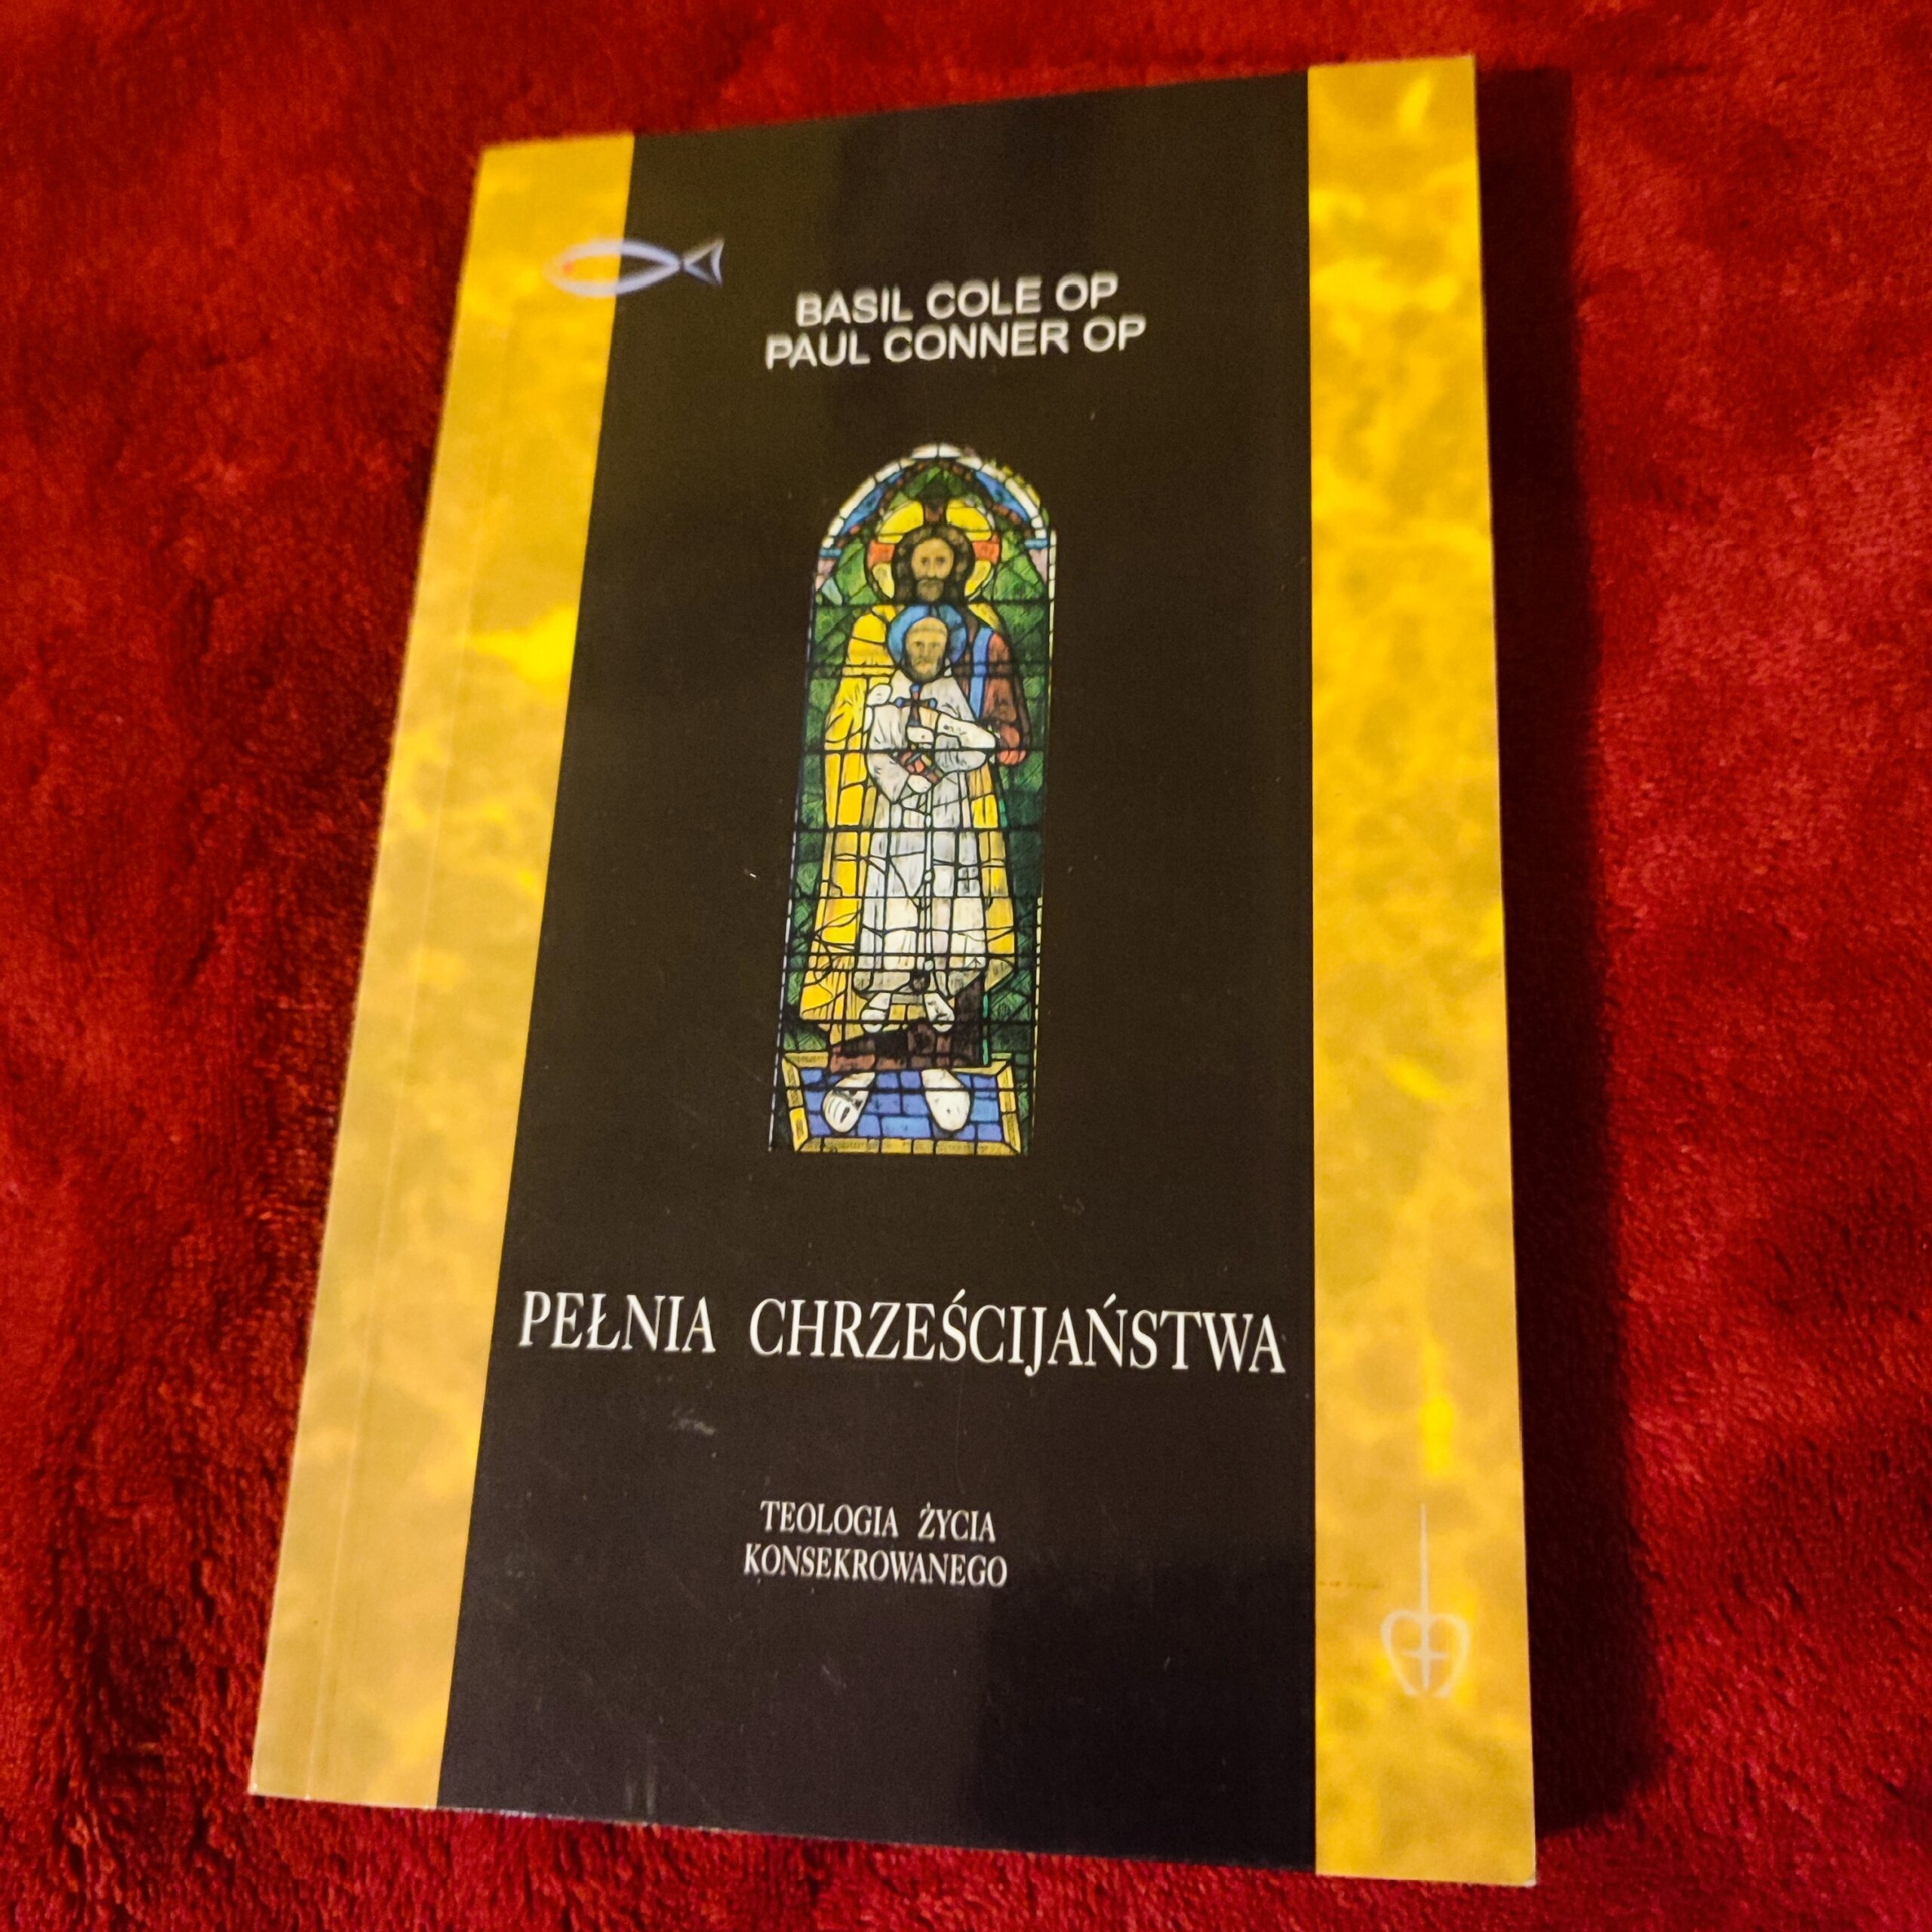 BASIL COLE OP
PAUL CONNER OP
PEŁNIA CHRZEŚCIJAŃSTWA
TEOLOGIA ŻYCIA
KONSEKROWANEGO